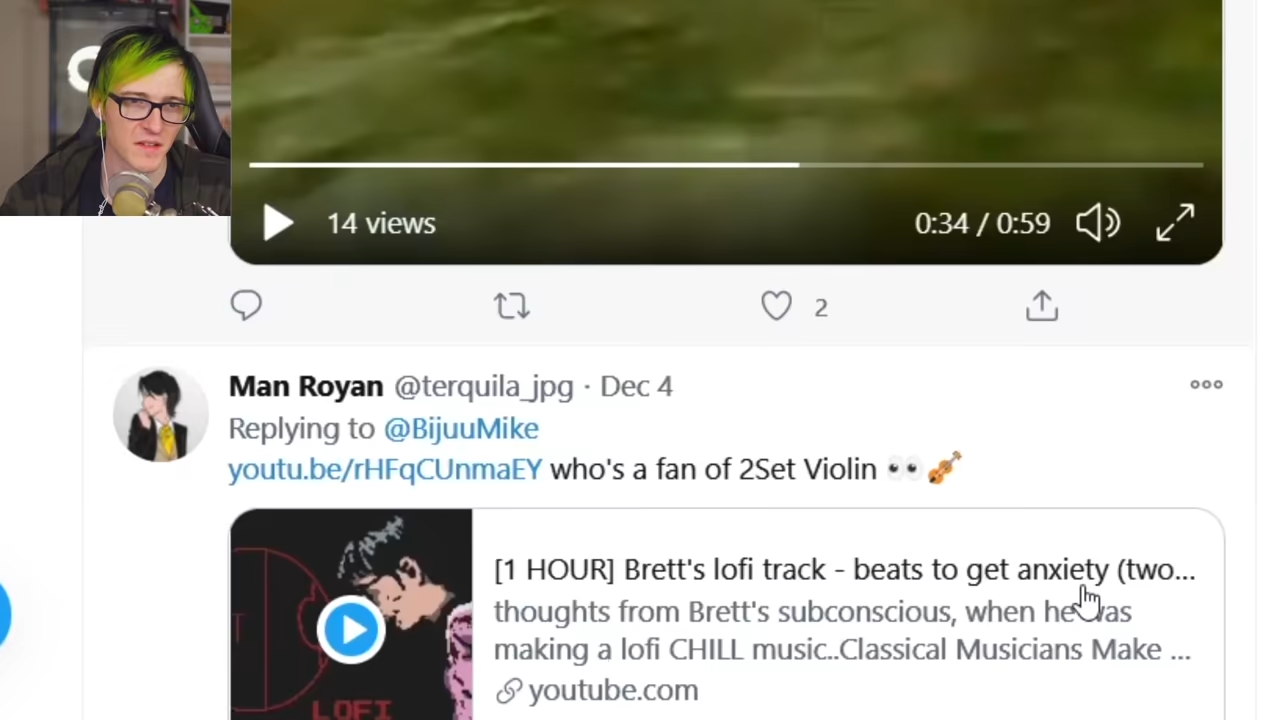 14 views
0:34 / 0:59
2
Man Royan @terquila_jpg · Dec 4
Replying to @BijuuMike
youtu.be/rHFqCUnmaEY who's a fan of 2Set Violin 👀🎻
[1 HOUR] Brett's lofi track - beats to get anxiety (two...
thoughts from Brett's subconscious, when he was
making a lofi CHILL music..Classical Musicians Make ...
youtube.com
LOFI